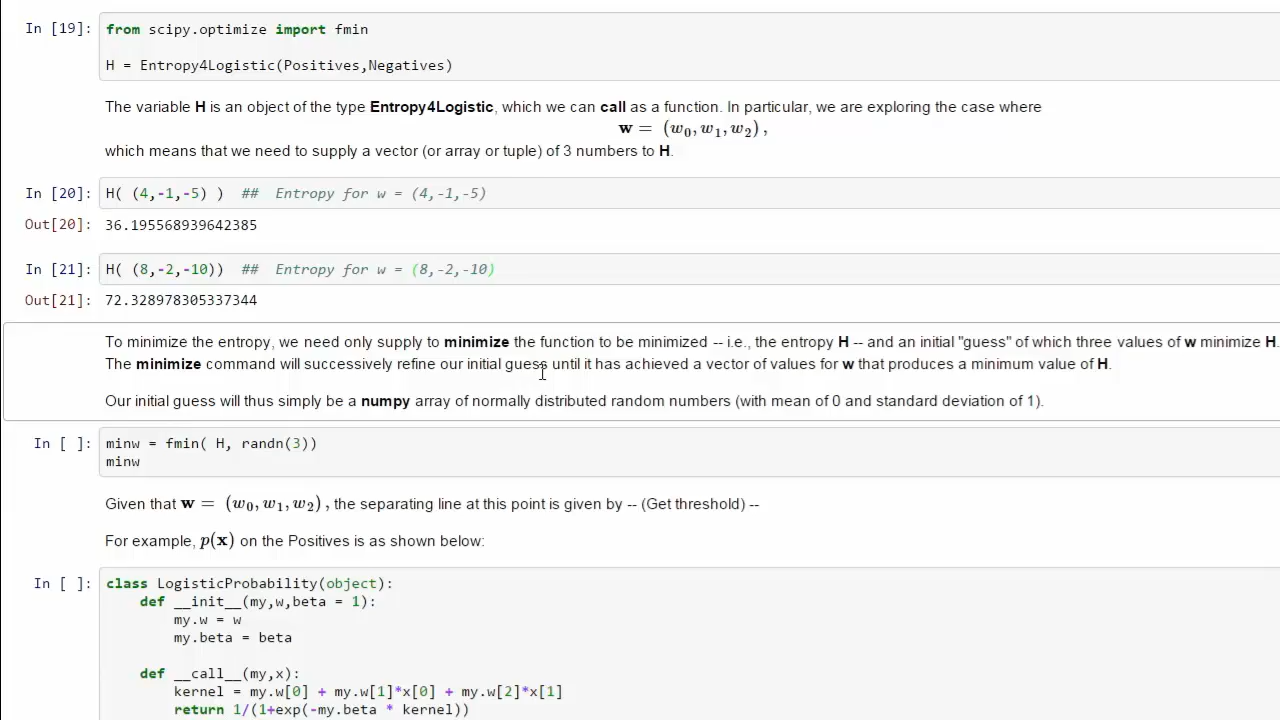 In [19]: from scipy.optimize import fmin
H = Entropy4Logistic(Positives,Negatives)
The variable H is an object of the type Entropy4Logistic, which we can call as a function. In particular, we are exploring the case where
w = (w₀, w₁, w₂) ,
which means that we need to supply a vector (or array or tuple) of 3 numbers to H.
In [20]: H( (4,-1,-5) )  ##  Entropy for w = (4,-1,-5)
Out[20]: 36.195568939642385
In [21]: H( (8,-2,-10))  ##  Entropy for w = (8,-2,-10)
Out[21]: 72.328978305337344
To minimize the entropy, we need only supply to minimize the function to be minimized -- i.e., the entropy H -- and an initial "guess" of which three values of w minimize H.
The minimize command will successively refine our initial guess until it has achieved a vector of values for w that produces a minimum value of H.
Our initial guess will thus simply be a numpy array of normally distributed random numbers (with mean of 0 and standard deviation of 1).
In [ ]: minw = fmin( H, randn(3))
minw
Given that w = (w₀, w₁, w₂) , the separating line at this point is given by -- (Get threshold) --
For example, p(x) on the Positives is as shown below:
In [ ]: class LogisticProbability(object):
    def __init__(my,w,beta = 1):
        my.w = w
        my.beta = beta
    def __call__(my,x):
        kernel = my.w[0] + my.w[1]*x[0] + my.w[2]*x[1]
        return 1/(1+exp(-my.beta * kernel))